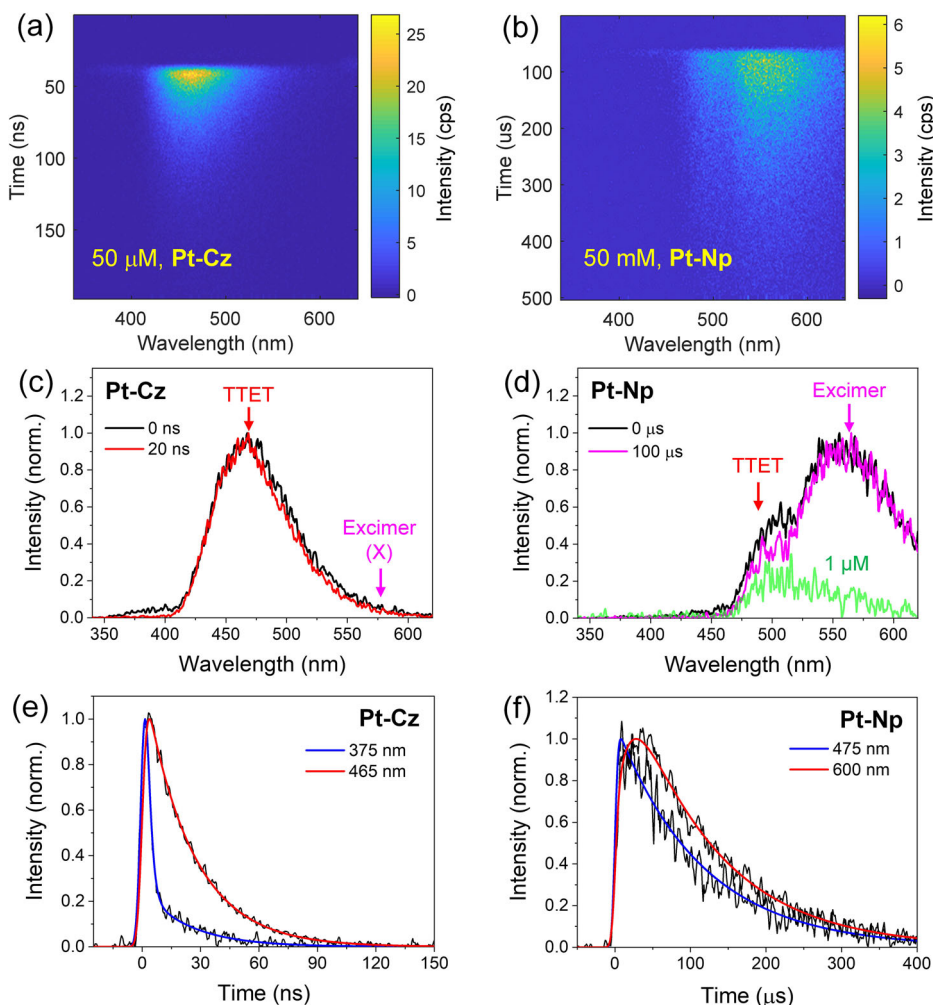 (a)
50
100
150
Time (ns)
400 500 600
Wavelength (nm)
50 μM, Pt-Cz
25
20
15
10
5
0
Intensity (cps)
(b)
100
200
300
400
500
Time (us)
400 500 600
Wavelength (nm)
50 mM, Pt-Np
6
5
4
3
2
1
0
Intensity (cps)
(c)
Pt-Cz
0 ns
20 ns
TTET
Excimer
(X)
1.2
1.0
0.8
0.6
0.4
0.2
0.0
Intensity (norm.)
350 400 450 500 550 600
Wavelength (nm)
(d)
Pt-Np
0 μs
100 μs
TTET
Excimer
1 μM
1.2
1.0
0.8
0.6
0.4
0.2
0.0
Intensity (norm.)
350 400 450 500 550 600
Wavelength (nm)
(e)
Pt-Cz
375 nm
465 nm
1.0
0.8
0.6
0.4
0.2
0.0
Intensity (norm.)
0 30 60 90 120 150
Time (ns)
(f)
Pt-Np
475 nm
600 nm
1.2
1.0
0.8
0.6
0.4
0.2
0.0
Intensity (norm.)
0 100 200 300 400
Time (μs)